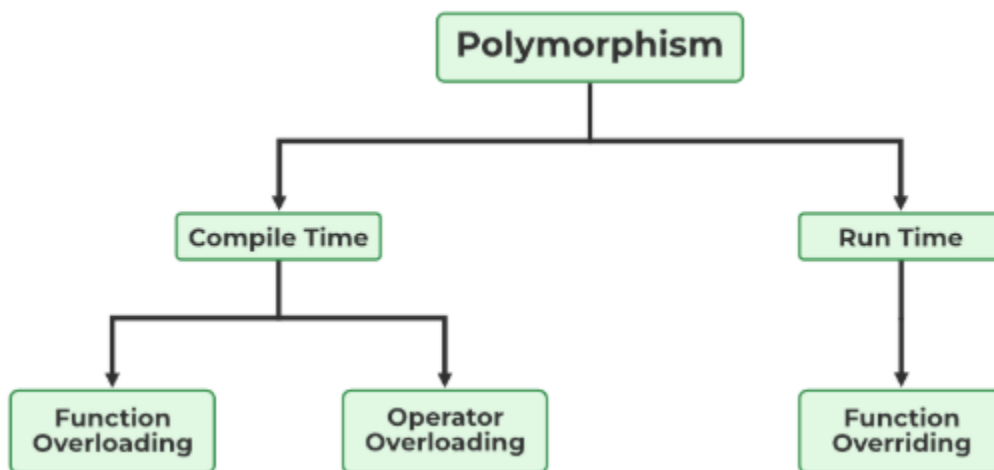 Polymorphism
Compile Time
Run Time
Function
Overloading
Operator
Overloading
Function
Overriding